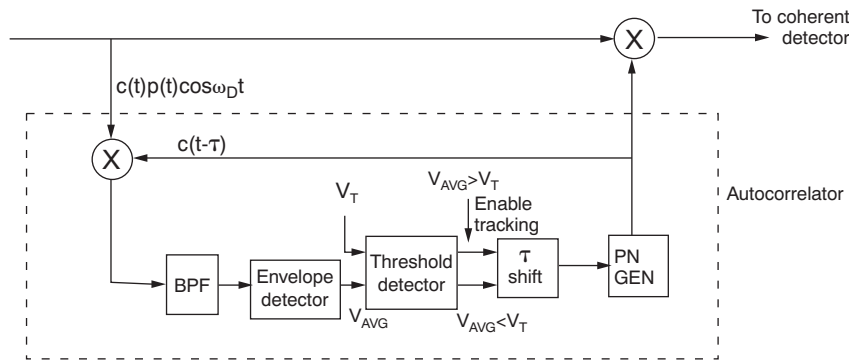 To coherent
detector
X
c(t)p(t)cosω_D t
c(t-τ)
X
V_AVG>V_T
V_T
Enable
tracking
Autocorrelator
BPF
Envelope
detector
Threshold
detector
τ
shift
PN
GEN
V_AVG
V_AVG<V_T